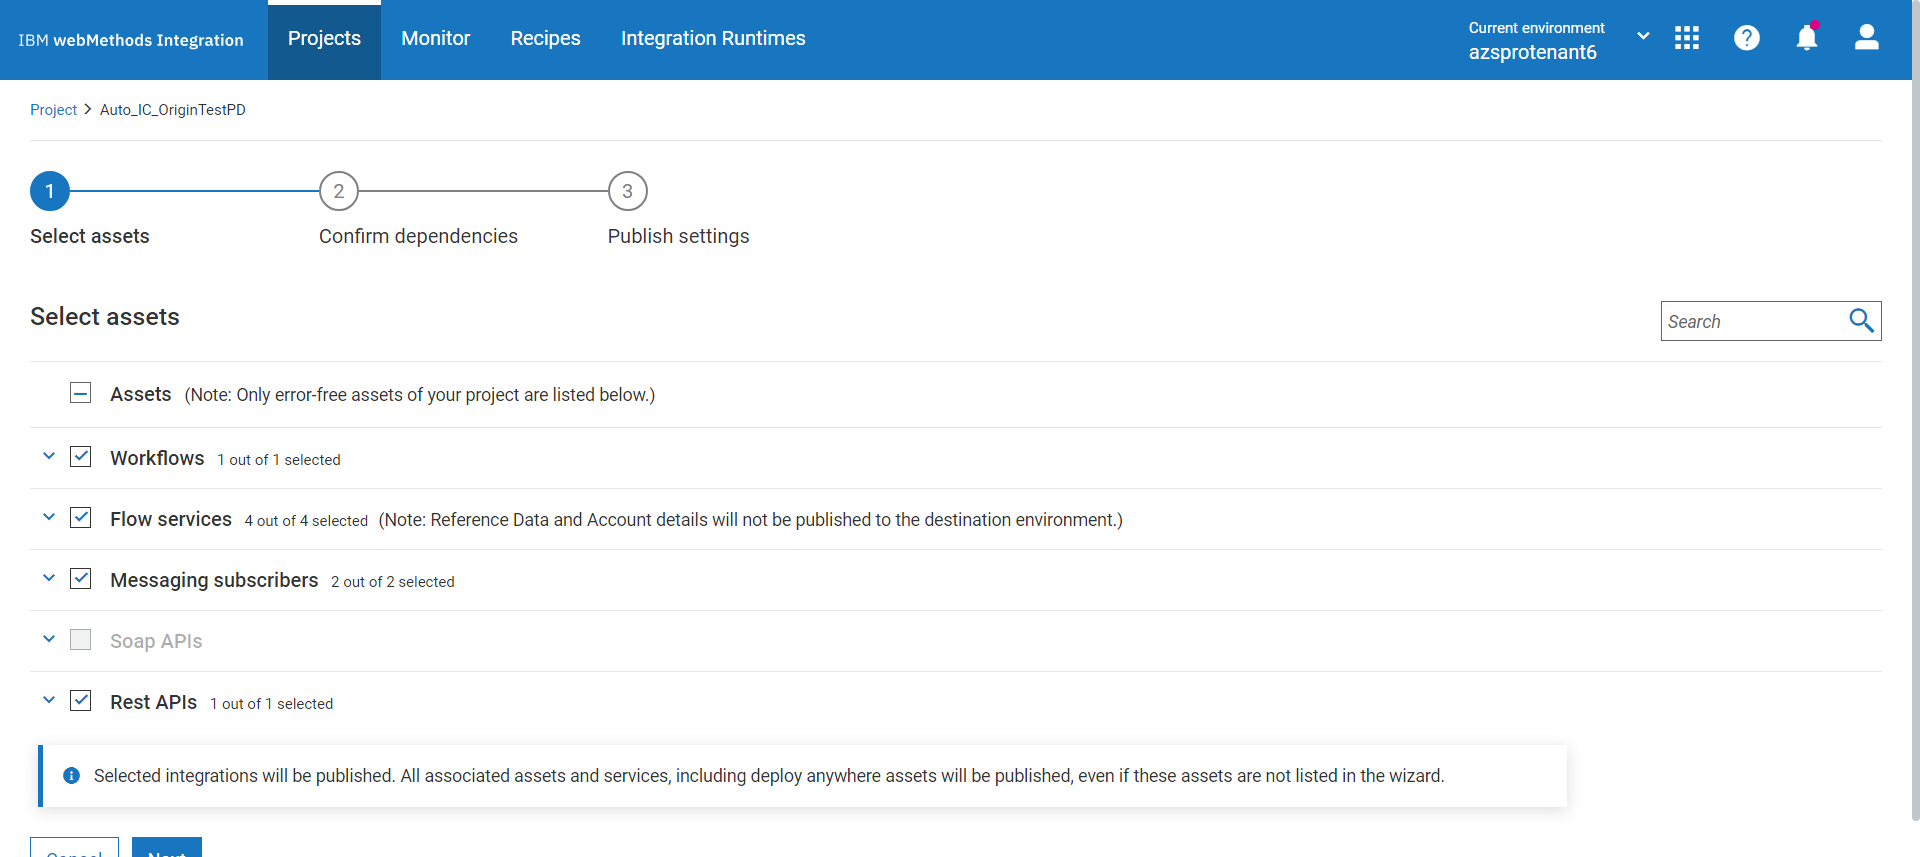 IBM webMethods Integration
Projects
Monitor
Recipes
Integration Runtimes
Current environment
azsprotenant6
Project > Auto_IC_OriginTestPD
1
2
3
Select assets
Confirm dependencies
Publish settings
Select assets
Search
Assets (Note: Only error-free assets of your project are listed below.)
Workflows 1 out of 1 selected
Flow services 4 out of 4 selected (Note: Reference Data and Account details will not be published to the destination environment.)
Messaging subscribers 2 out of 2 selected
Soap APIs
Rest APIs 1 out of 1 selected
Selected integrations will be published. All associated assets and services, including deploy anywhere assets will be published, even if these assets are not listed in the wizard.
Cancel
Next